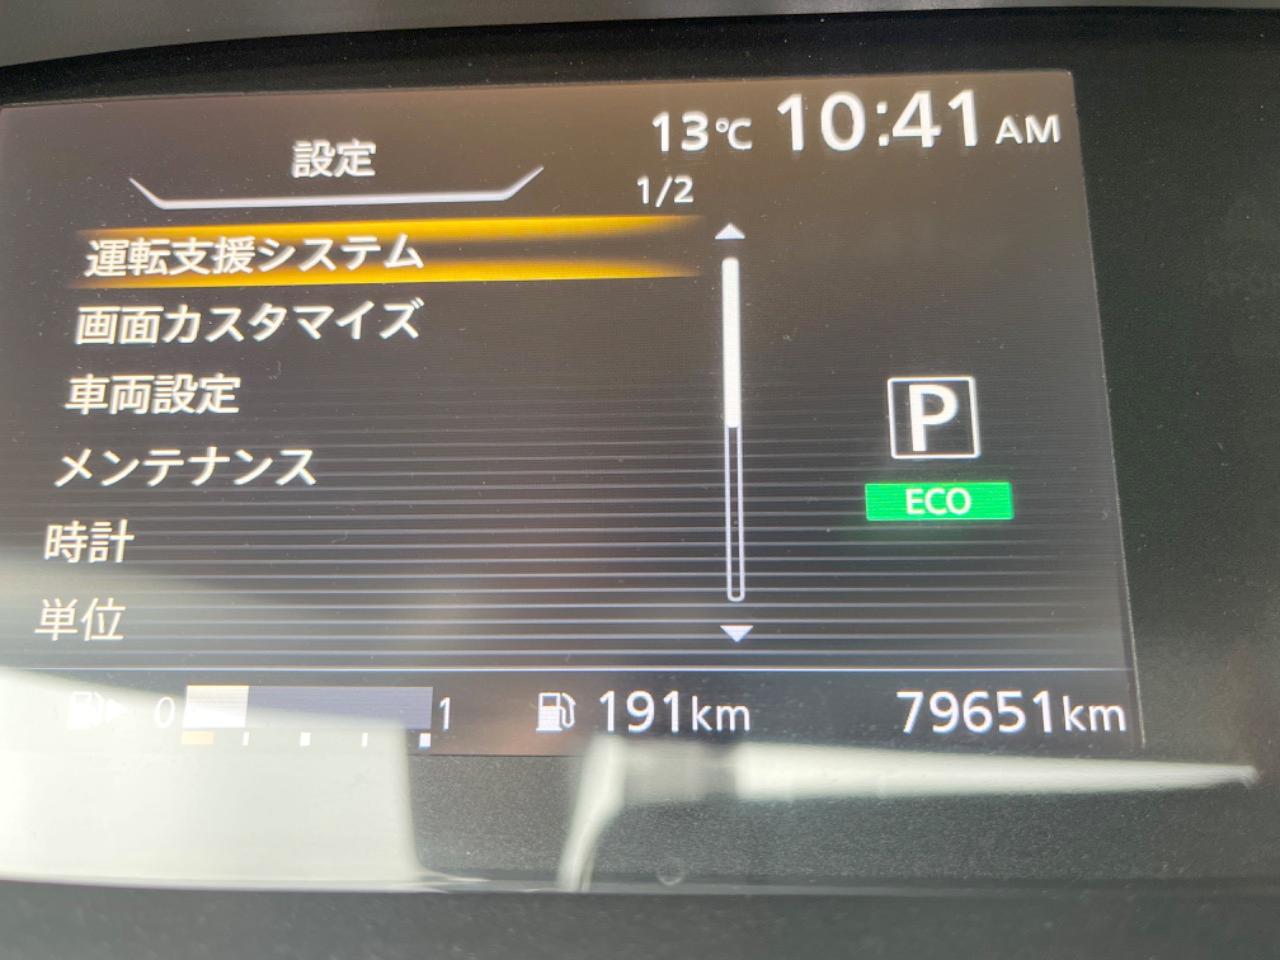 13℃ 10:41 AM
設定
1/2
運転支援システム
画面カスタマイズ
車両設定
メンテナンス
時計
単位
P
ECO
0 1 191km 79651km